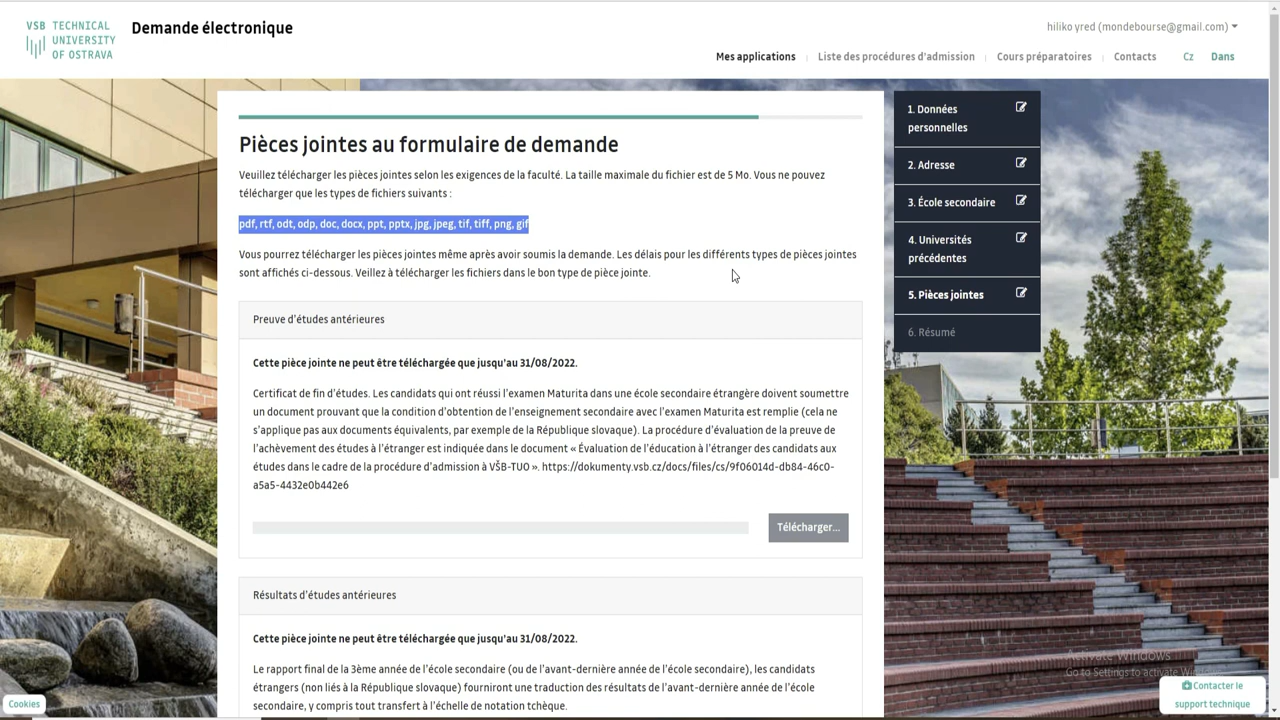 VSB TECHNICAL
UNIVERSITY
OF OSTRAVA
Demande électronique
hiliko yred (mondebourse@gmail.com)
Mes applications
Liste des procédures d'admission
Cours préparatoires
Contacts
Cz
Dans
Pièces jointes au formulaire de demande
Veuillez télécharger les pièces jointes selon les exigences de la faculté. La taille maximale du fichier est de 5 Mo. Vous ne pouvez
télécharger que les types de fichiers suivants :
pdf, rtf, odt, odp, doc, docx, ppt, pptx, jpg, jpeg, tif, tiff, png, gif
Vous pourrez télécharger les pièces jointes même après avoir soumis la demande. Les délais pour les différents types de pièces jointes
sont affichés ci-dessous. Veillez à télécharger les fichiers dans le bon type de pièce jointe.
Preuve d'études antérieures
Cette pièce jointe ne peut être téléchargée que jusqu'au 31/08/2022.
Certificat de fin d'études. Les candidats qui ont réussi l'examen Maturita dans une école secondaire étrangère doivent soumettre
un document prouvant que la condition d'obtention de l'enseignement secondaire avec l'examen Maturita est remplie (cela ne
s'applique pas aux documents équivalents, par exemple de la République slovaque). La procédure d'évaluation de la preuve de
l'achèvement des études à l'étranger est indiquée dans le document « Évaluation de l'éducation à l'étranger des candidats aux
études dans le cadre de la procédure d'admission à VŠB-TUO ». https://dokumenty.vsb.cz/docs/files/cs/9f06014d-db84-46c0-
a5a5-4432e0b442e6
Télécharger...
Résultats d'études antérieures
Cette pièce jointe ne peut être téléchargée que jusqu'au 31/08/2022.
Le rapport final de la 3ème année de l'école secondaire (ou de l'avant-dernière année de l'école secondaire), les candidats
étrangers (non liés à la République slovaque) fourniront une traduction des résultats de l'avant-dernière année de l'école
secondaire, y compris tout transfert à l'échelle de notation tchèque.
1. Données
personnelles
2. Adresse
3. École secondaire
4. Universités
précédentes
5. Pièces jointes
6. Résumé
Activate Windows
Go to Settings to activate
Contacter le
support technique
Cookies